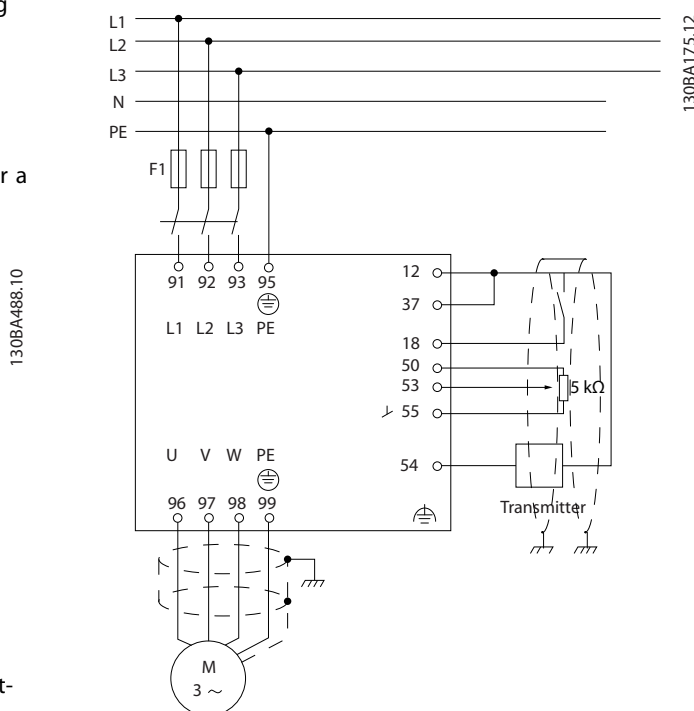 g
L1
L2
L3
N
PE
130BA175.12
r a
F1
130BA488.10
91 92 93 95
L1 L2 L3 PE
12
37
18
50
53
5 kΩ
55
U V W PE
54
96 97 98 99
Transmitter
M
3 ~
t-